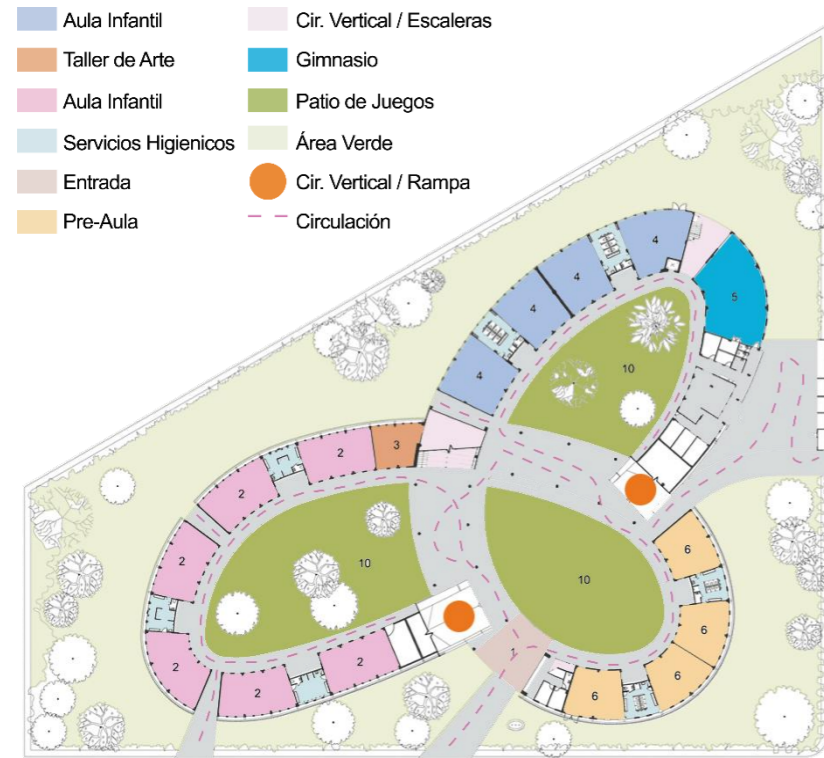 Aula Infantil
Taller de Arte
Aula Infantil
Servicios Higienicos
Entrada
Pre-Aula
Cir. Vertical / Escaleras
Gimnasio
Patio de Juegos
Área Verde
Cir. Vertical / Rampa
Circulación
4
4
4
5
4
4
10
3
2
2
2
10
2
2
2
10
1
6
6
6
6